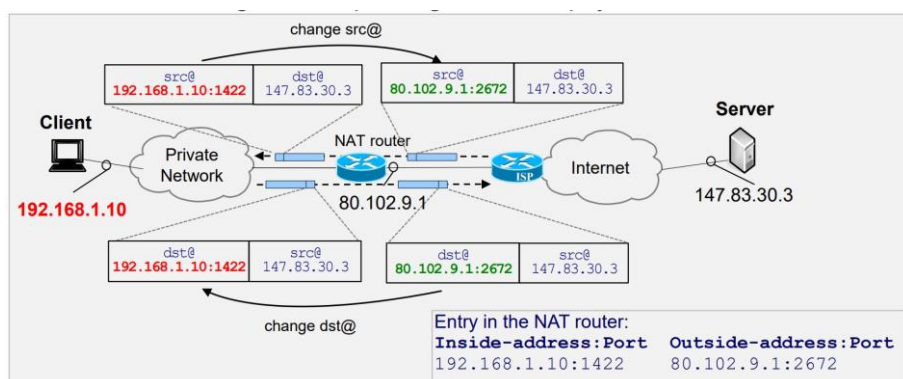 change src@
src@ dst@
192.168.1.10:1422 147.83.30.3
src@ dst@
80.102.9.1:2672 147.83.30.3
Client
Server
NAT router
Private
Network
ISP
Internet
192.168.1.10
80.102.9.1
147.83.30.3
dst@ src@
192.168.1.10:1422 147.83.30.3
dst@ src@
80.102.9.1:2672 147.83.30.3
change dst@
Entry in the NAT router:
Inside-address:Port Outside-address:Port
192.168.1.10:1422 80.102.9.1:2672